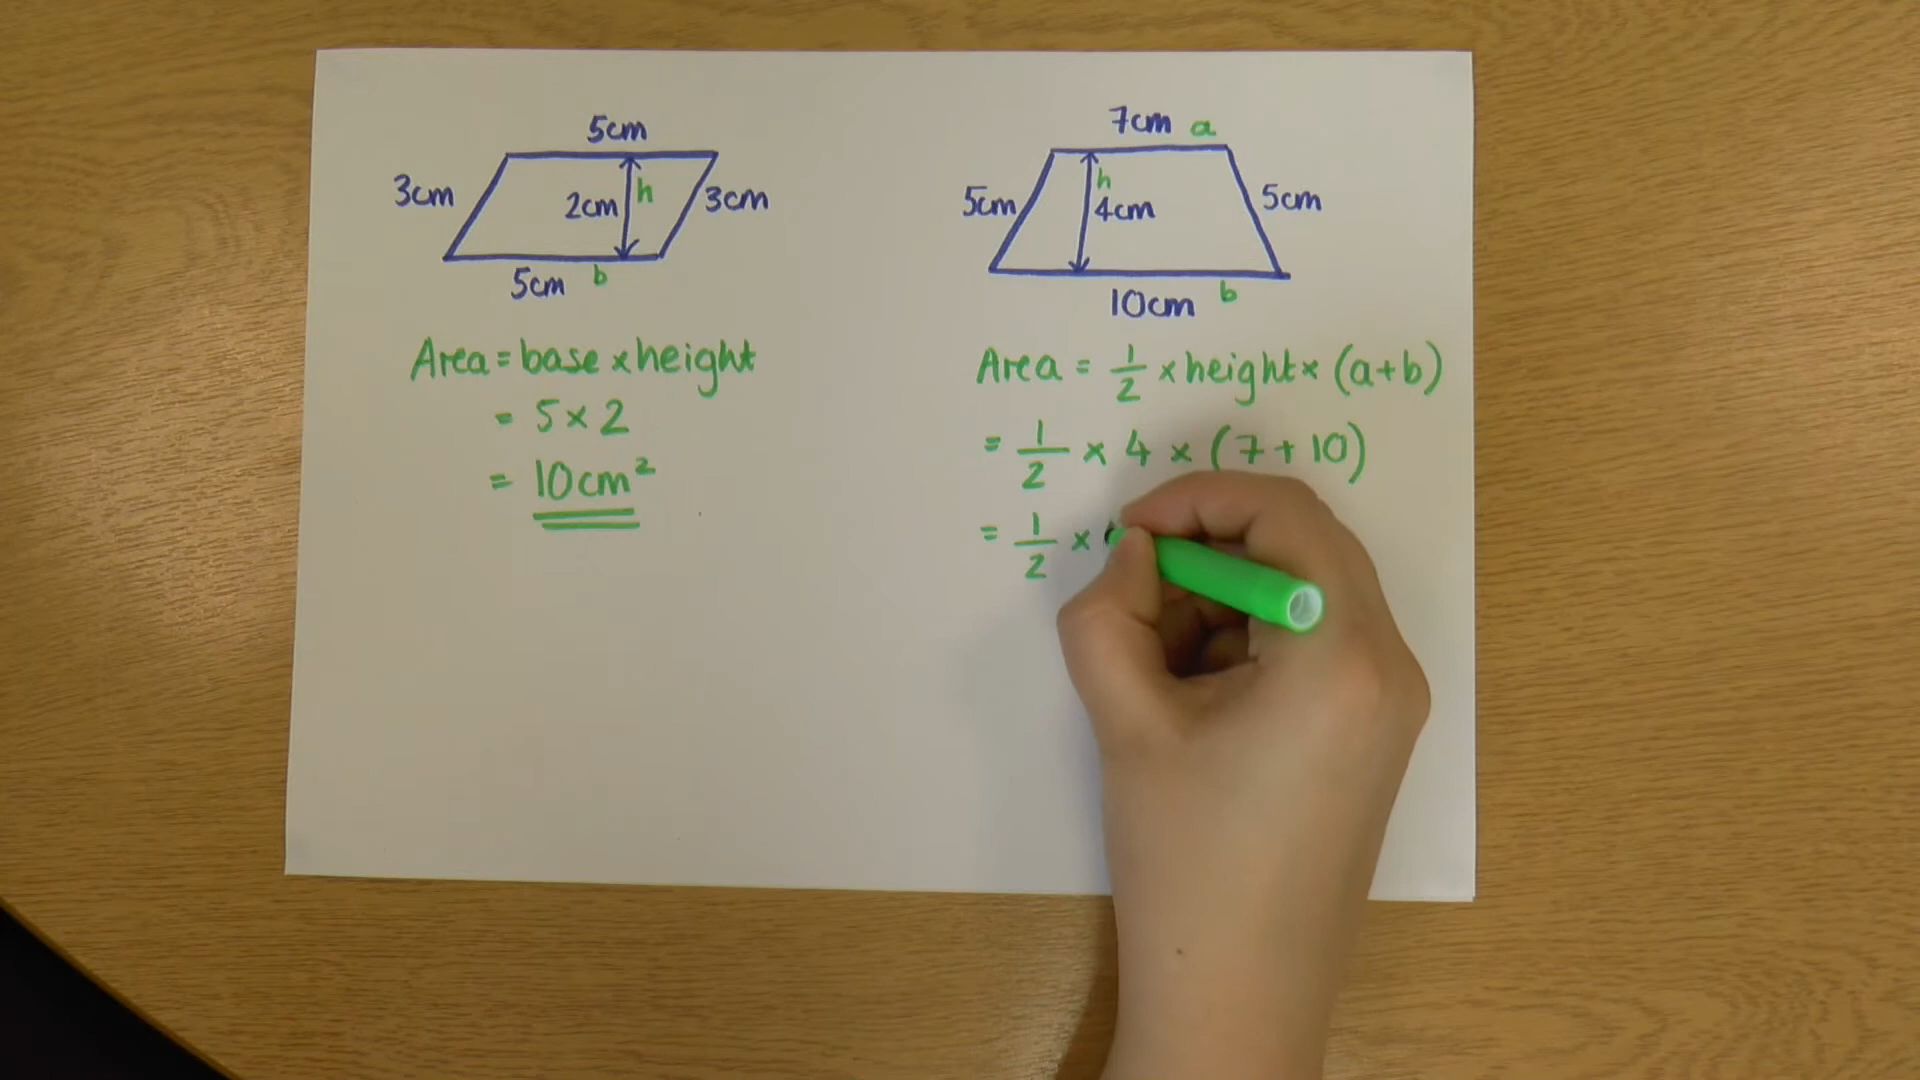 5cm
3cm 2cm h 3cm
5cm b
Area = base × height
= 5 × 2
= 10cm²
7cm a
5cm h 4cm 5cm
10cm b
Area = 1/2 × height × (a+b)
= 1/2 × 4 × (7 + 10)
= 1/2 ×